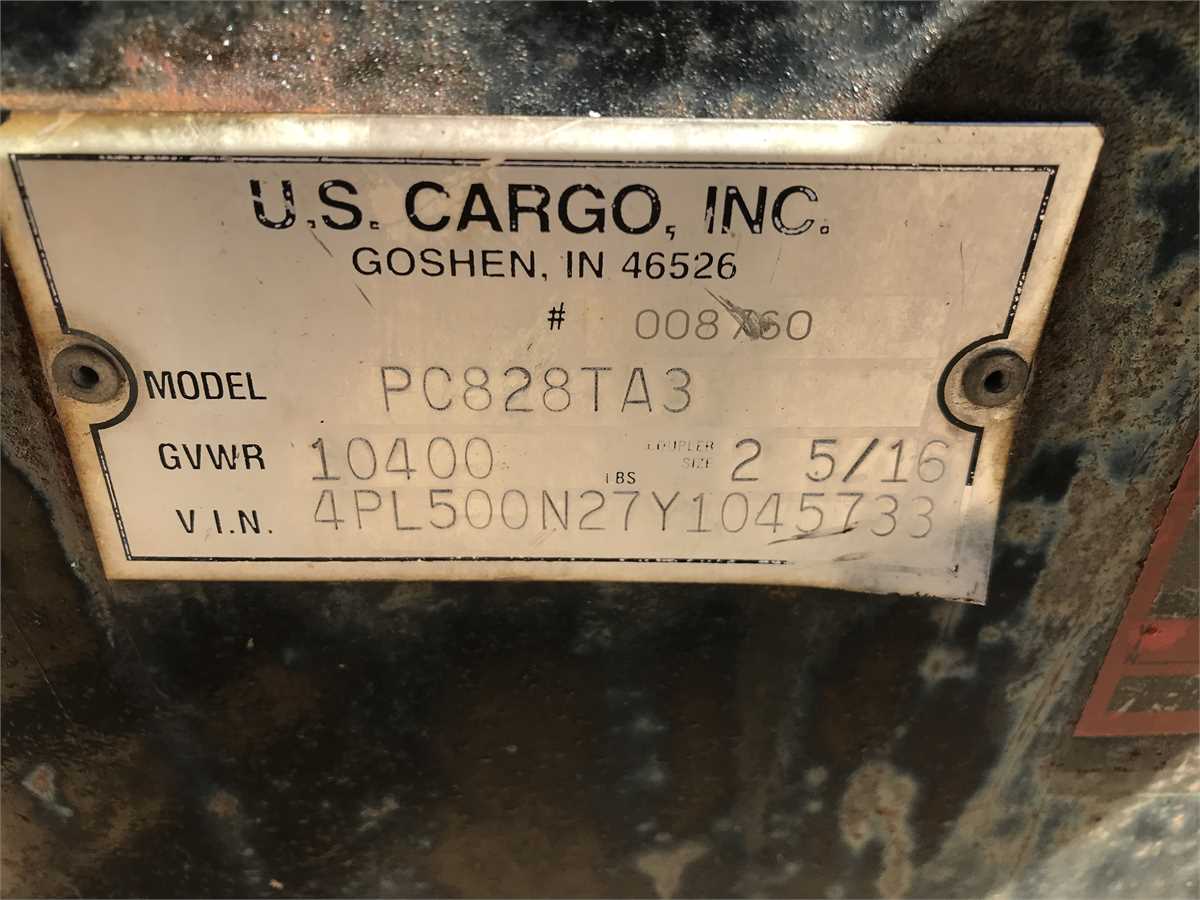 U.S. CARGO, INC.
GOSHEN, IN 46526
#
MODEL PC828TA3
GVWR 10400 LBS COUPLER SIZE 2 5/16
V.I.N. 4PL500N27Y1045733